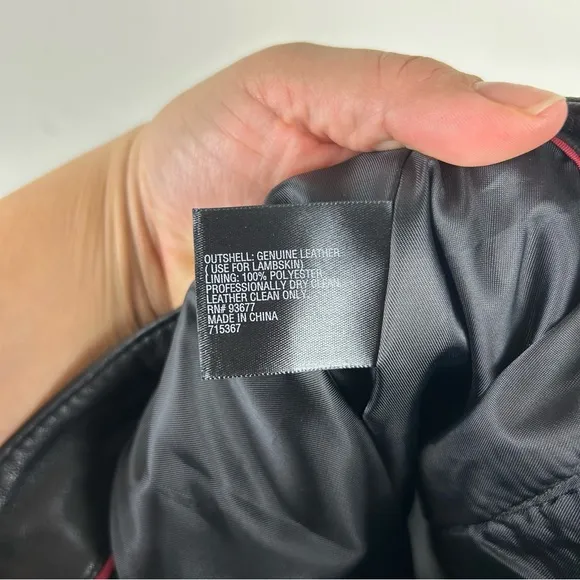 OUTSHELL: GENUINE LEATHER
( USE FOR LAMBSKIN)
LINING: 100% POLYESTER
PROFESSIONALLY DRY CLEAN
LEATHER CLEAN ONLY.
RN# 93677
MADE IN CHINA
715367